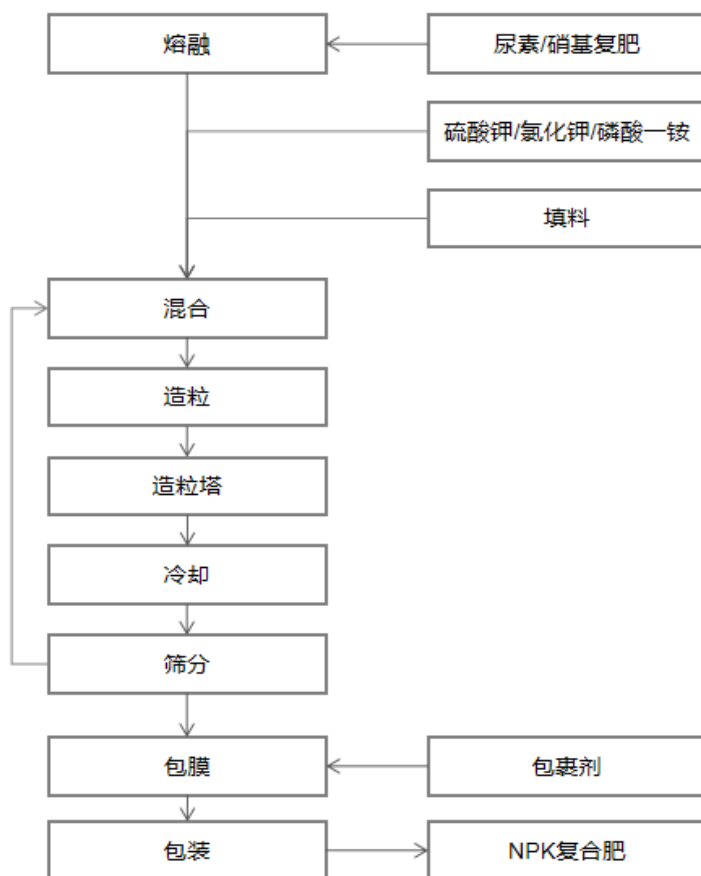 熔融
尿素/硝基复肥
硫酸钾/氯化钾/磷酸一铵
填料
混合
造粒
造粒塔
冷却
筛分
包膜
包裹剂
包装
NPK复合肥